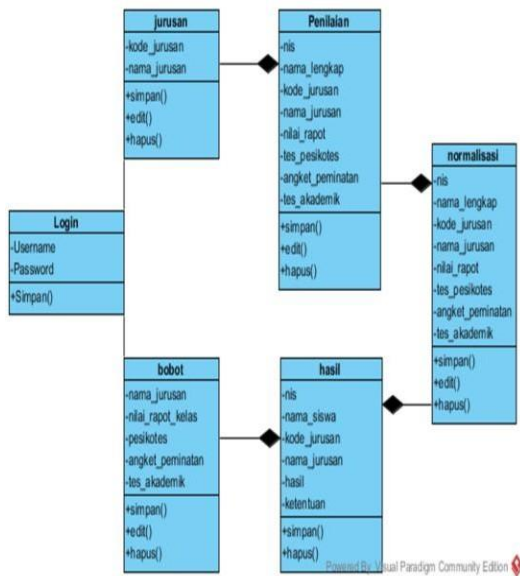 jurusan
-kode_jurusan
-nama_jurusan
+simpan()
+edit()
+hapus()
Penilaian
-nis
-nama_lengkap
-kode_jurusan
-nama_jurusan
-nilai_rapot
-tes_pesikotes
-angket_peminatan
-tes_akademik
+simpan()
+edit()
+hapus()
normalisasi
-nis
-nama_lengkap
-kode_jurusan
-nama_jurusan
-nilai_rapot
-tes_pesikotes
-angket_peminatan
-tes_akademik
+simpan()
+edit()
+hapus()
Login
-Username
-Password
+Simpan()
bobot
-nama_jurusan
-nilai_rapot_kelas
-pesikotes
-angket_peminatan
-tes_akademik
+simpan()
+edit()
+hapus()
hasil
-nis
-nama_siswa
-kode_jurusan
-nama_jurusan
-hasil
-ketentuan
+simpan()
+hapus()
Powered By Visual Paradigm Community Edition